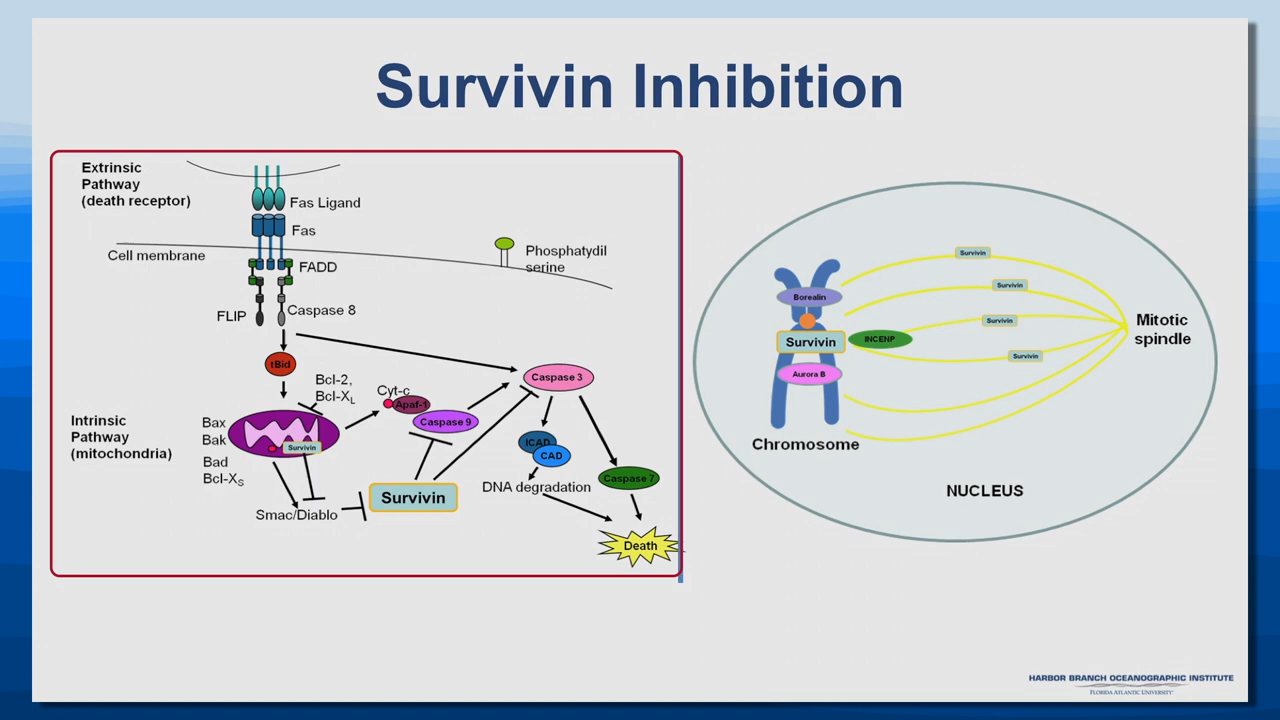 Survivin Inhibition
Extrinsic
Pathway
(death receptor)
Fas Ligand
Fas
Cell membrane
Phosphatydil
serine
FADD
FLIP
Caspase 8
tBid
Bcl-2,
Bcl-XL
Cyt-c
Apaf-1
Caspase 3
Caspase 9
Intrinsic
Pathway
(mitochondria)
Bax
Bak
Bad
Bcl-XS
Survivin
ICAD
CAD
DNA degradation
Caspase 7
Survivin
Smac/Diablo
Death
Survivin
Survivin
Survivin
Survivin
Borealin
Survivin
INCENP
Aurora B
Mitotic
spindle
Chromosome
NUCLEUS
HARBOR BRANCH OCEANOGRAPHIC INSTITUTE
FLORIDA ATLANTIC UNIVERSITY